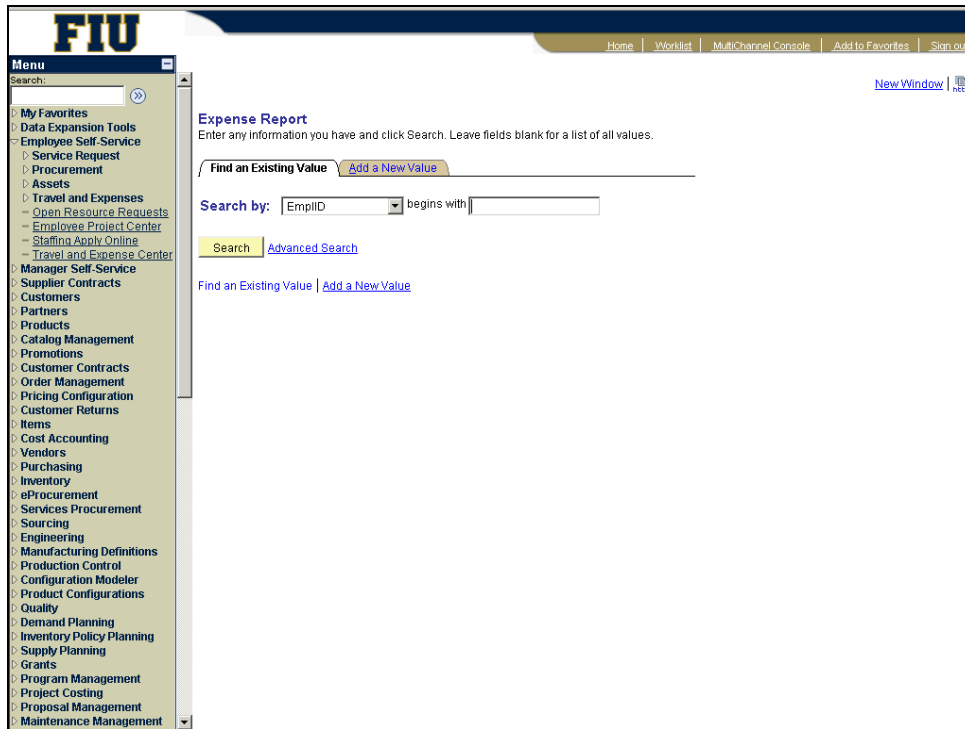 FIU
Home | Worklist | MultiChannel Console | Add to Favorites | Sign ou
Menu
Search:
New Window | htt
My Favorites
Data Expansion Tools
Employee Self-Service
Service Request
Procurement
Assets
Travel and Expenses
Open Resource Requests
Employee Project Center
Staffing Apply Online
Travel and Expense Center
Manager Self-Service
Supplier Contracts
Customers
Partners
Products
Catalog Management
Promotions
Customer Contracts
Order Management
Pricing Configuration
Customer Returns
Items
Cost Accounting
Vendors
Purchasing
Inventory
eProcurement
Services Procurement
Sourcing
Engineering
Manufacturing Definitions
Production Control
Configuration Modeler
Product Configurations
Quality
Demand Planning
Inventory Policy Planning
Supply Planning
Grants
Program Management
Project Costing
Proposal Management
Maintenance Management
Expense Report
Enter any information you have and click Search. Leave fields blank for a list of all values.
Find an Existing Value Add a New Value
Search by: EmplID begins with
Search Advanced Search
Find an Existing Value | Add a New Value